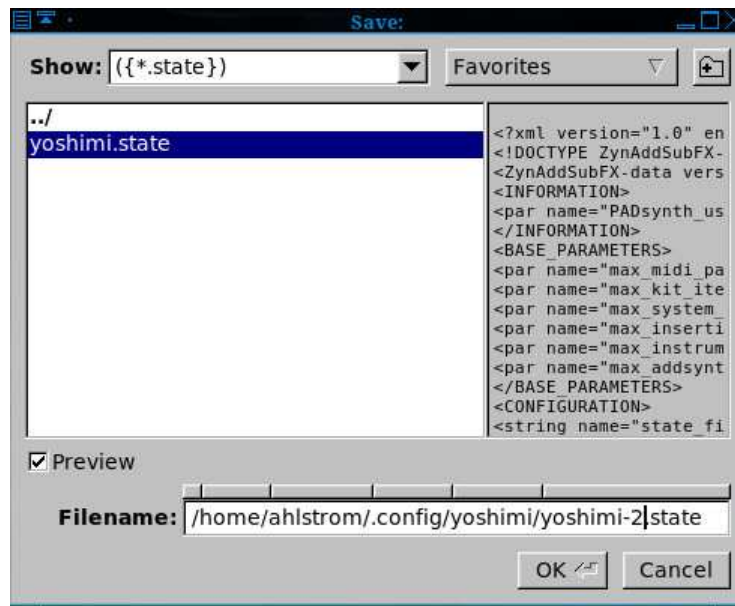 Save:
Show: ({*.state}) Favorites
../
yoshimi.state
<?xml version="1.0" en
<!DOCTYPE ZynAddSubFX-
<ZynAddSubFX-data vers
<INFORMATION>
<par name="PADsynth_us
</INFORMATION>
<BASE_PARAMETERS>
<par name="max_midi_pa
<par name="max_kit_ite
<par name="max_system_
<par name="max_inserti
<par name="max_instrum
<par name="max_addsynt
</BASE_PARAMETERS>
<CONFIGURATION>
<string name="state_fi
Preview
Filename: /home/ahlstrom/.config/yoshimi/yoshimi-2.state
OK Cancel